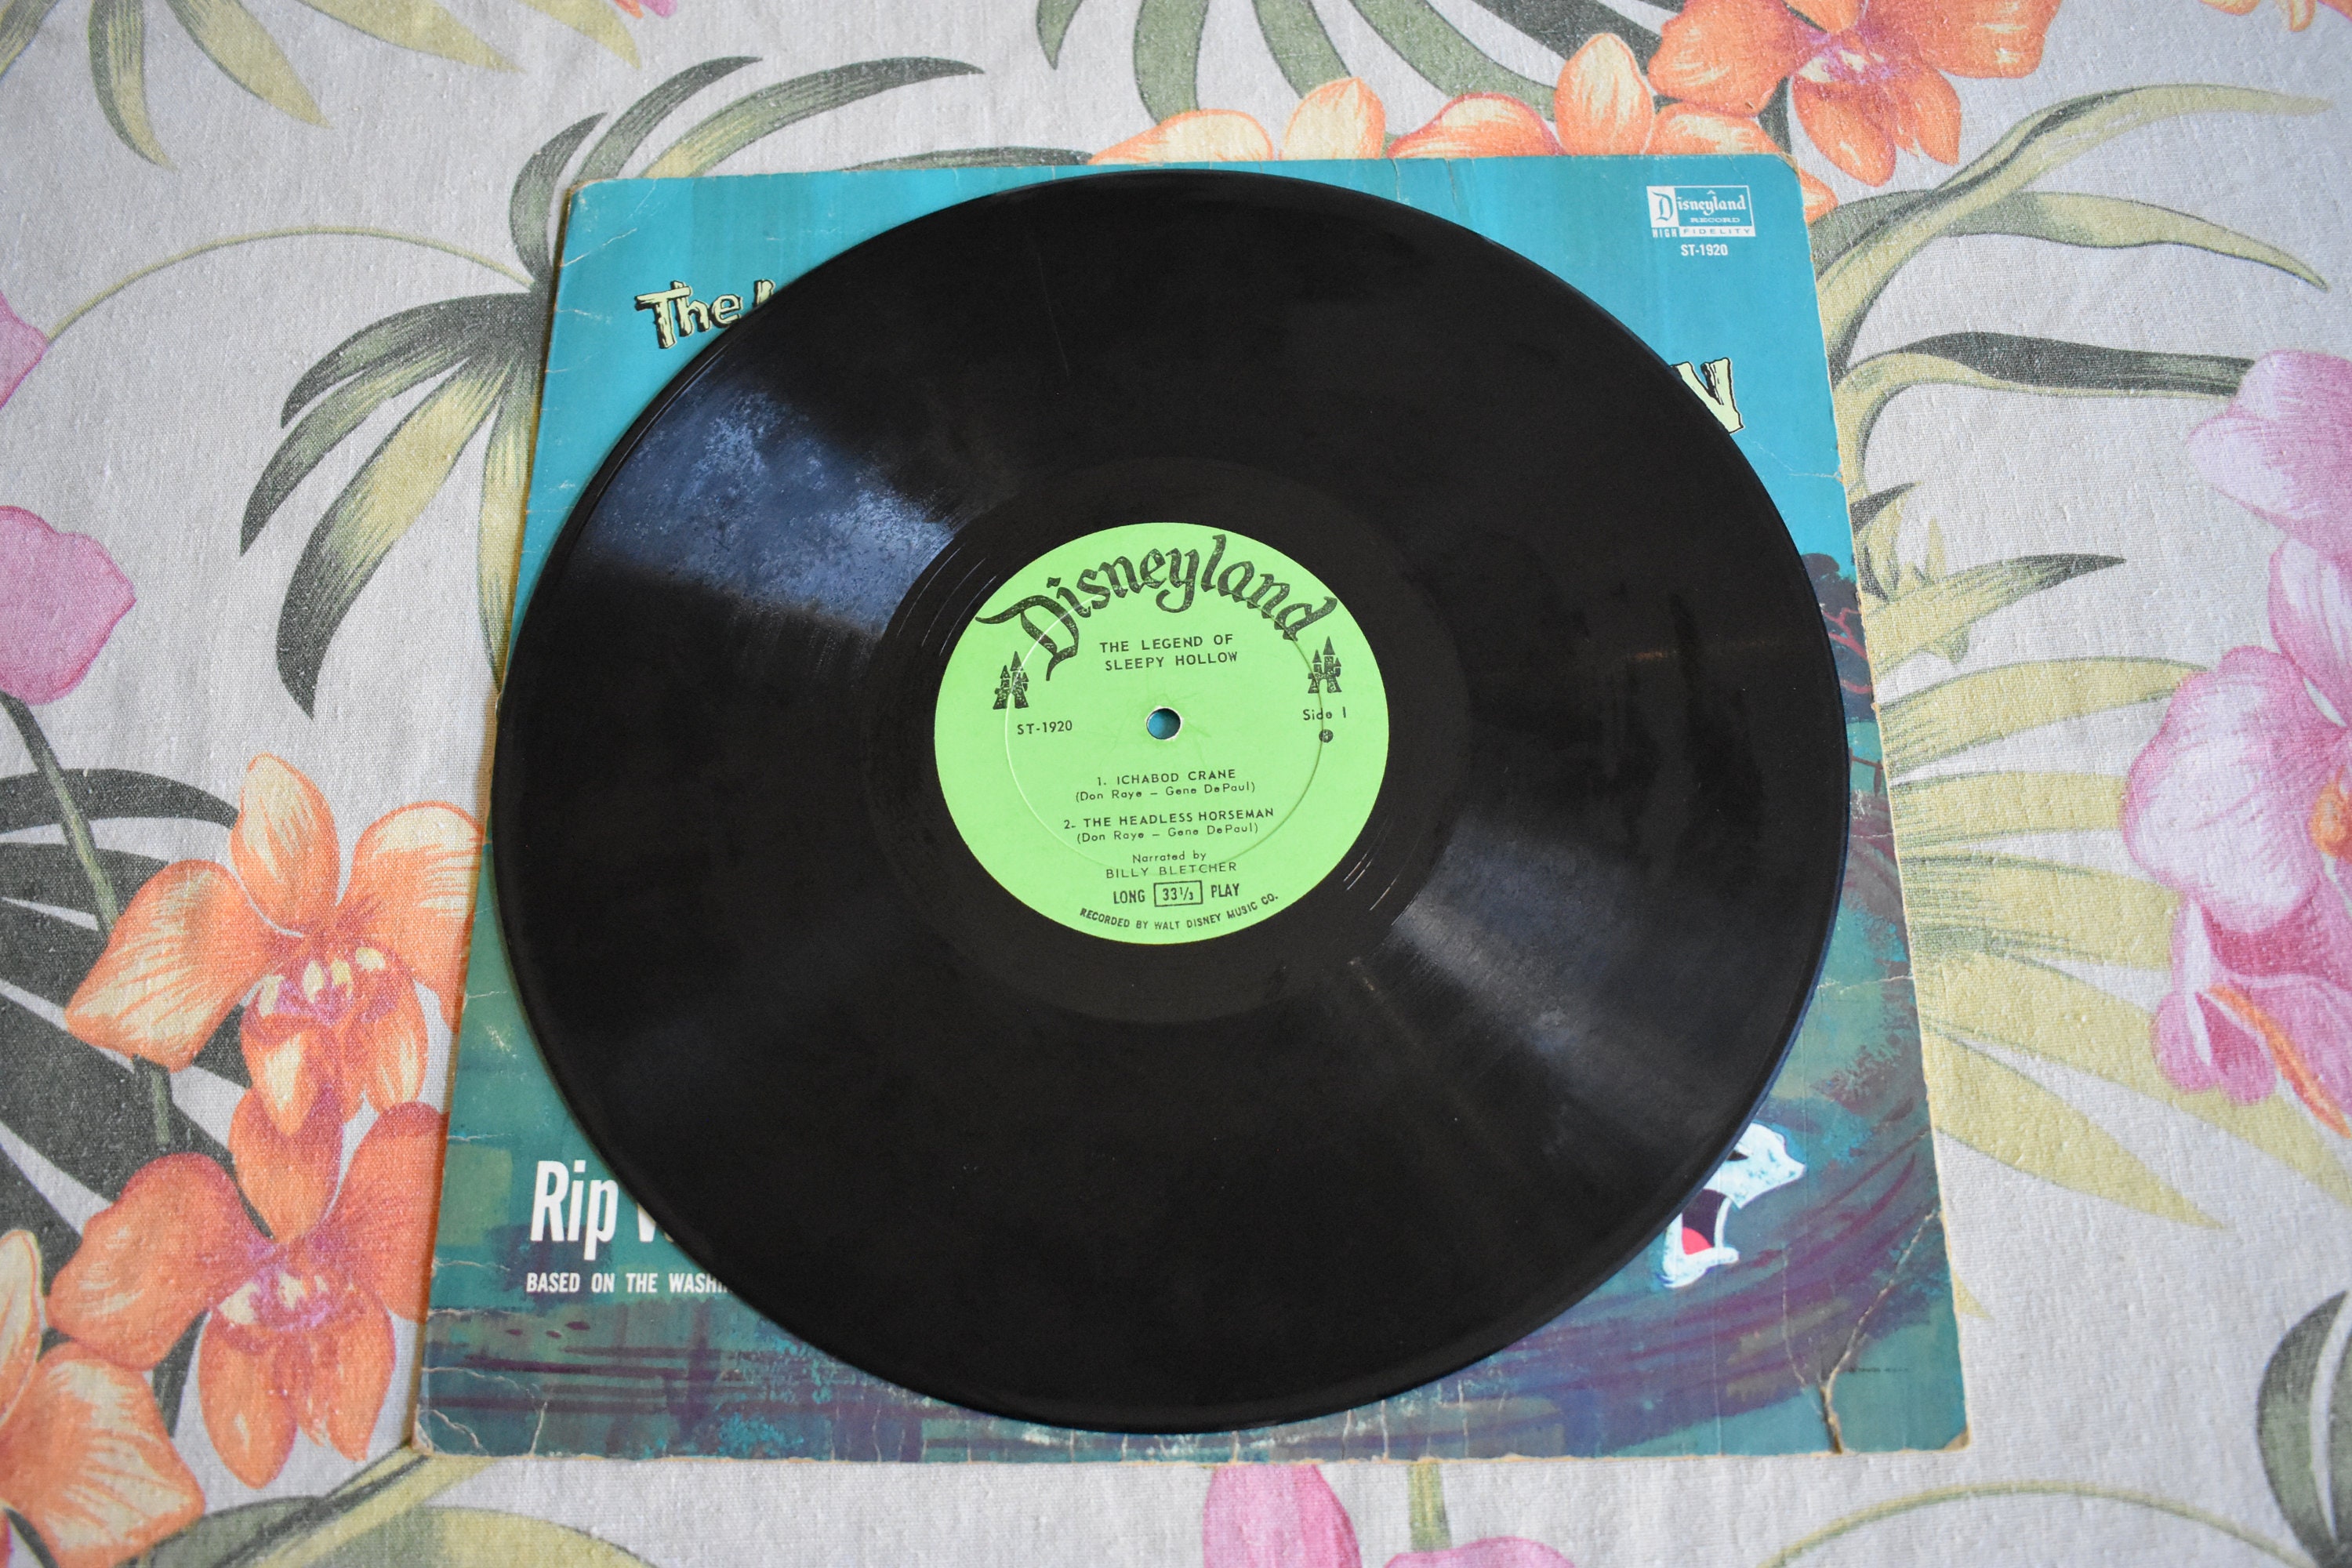 Disneyland
RECORD
HIGH FIDELITY
ST-1920
The
W
Disneyland
THE LEGEND OF
SLEEPY HOLLOW
ST-1920
Side 1
1. ICHABOD CRANE
(Don Raye – Gene DePaul)
2. THE HEADLESS HORSEMAN
(Don Raye – Gene DePaul)
Narrated by
BILLY BLETCHER
LONG 33⅓ PLAY
RECORDED BY WALT DISNEY MUSIC CO.
Rip
BASED ON THE WASHI